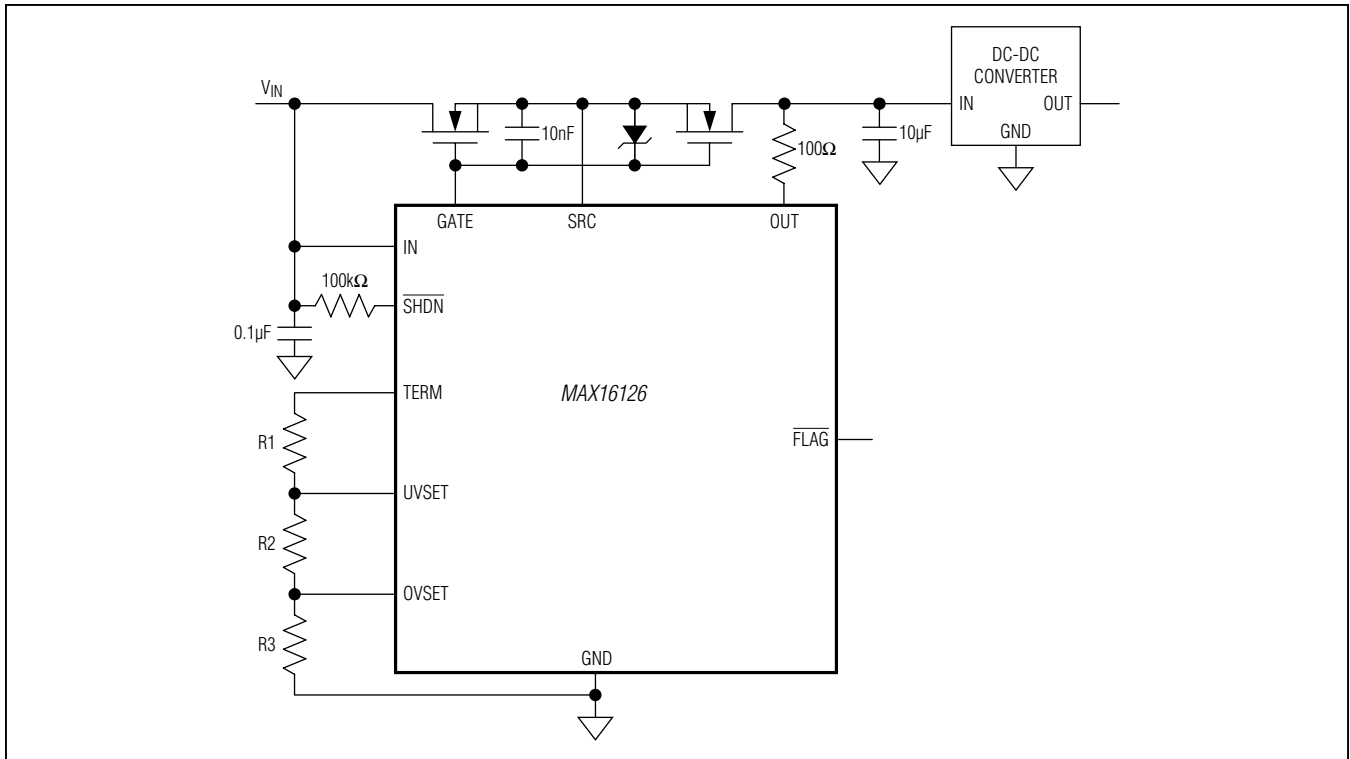 DC-DC
CONVERTER
IN OUT
GND
VIN
10nF
100Ω
10µF
GATE SRC OUT
IN
100kΩ
SHDN
0.1µF
TERM
MAX16126
R1
FLAG
UVSET
R2
OVSET
R3
GND